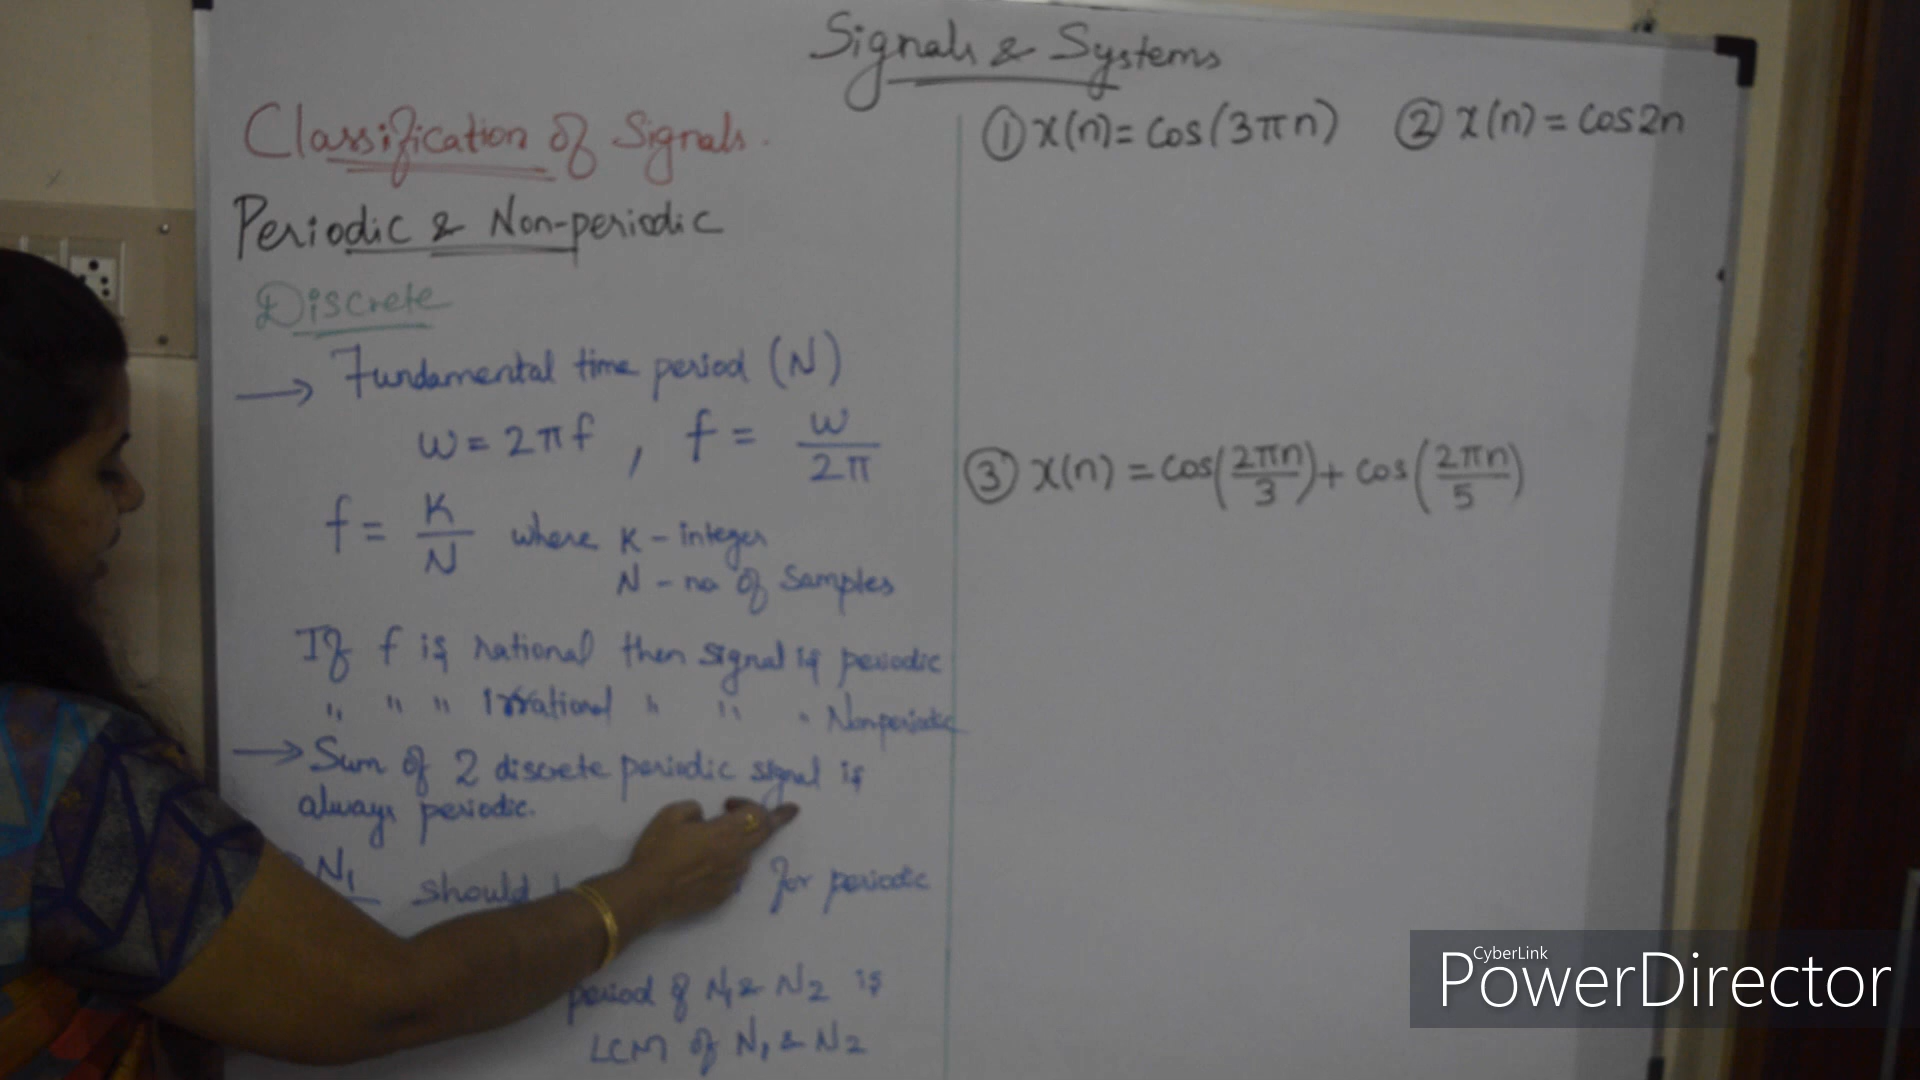 Signals & Systems
Classification of Signals.
Periodic & Non-periodic
Discrete
→ Fundamental time period (N)
ω = 2πf , f = ω/2π
f = K/N where K - integer
N - no of Samples
If f is rational then signal is periodic
" " " Irrational " " " Nonperiodic
→ Sum of 2 discrete periodic signal is
always periodic.
N1 should for periodic
period of N1 & N2 is
LCM of N1 & N2
① x(n) = cos(3πn) ② x(n) = cos2n
③ x(n) = cos(2πn/3) + cos(2πn/5)
CyberLink
PowerDirector